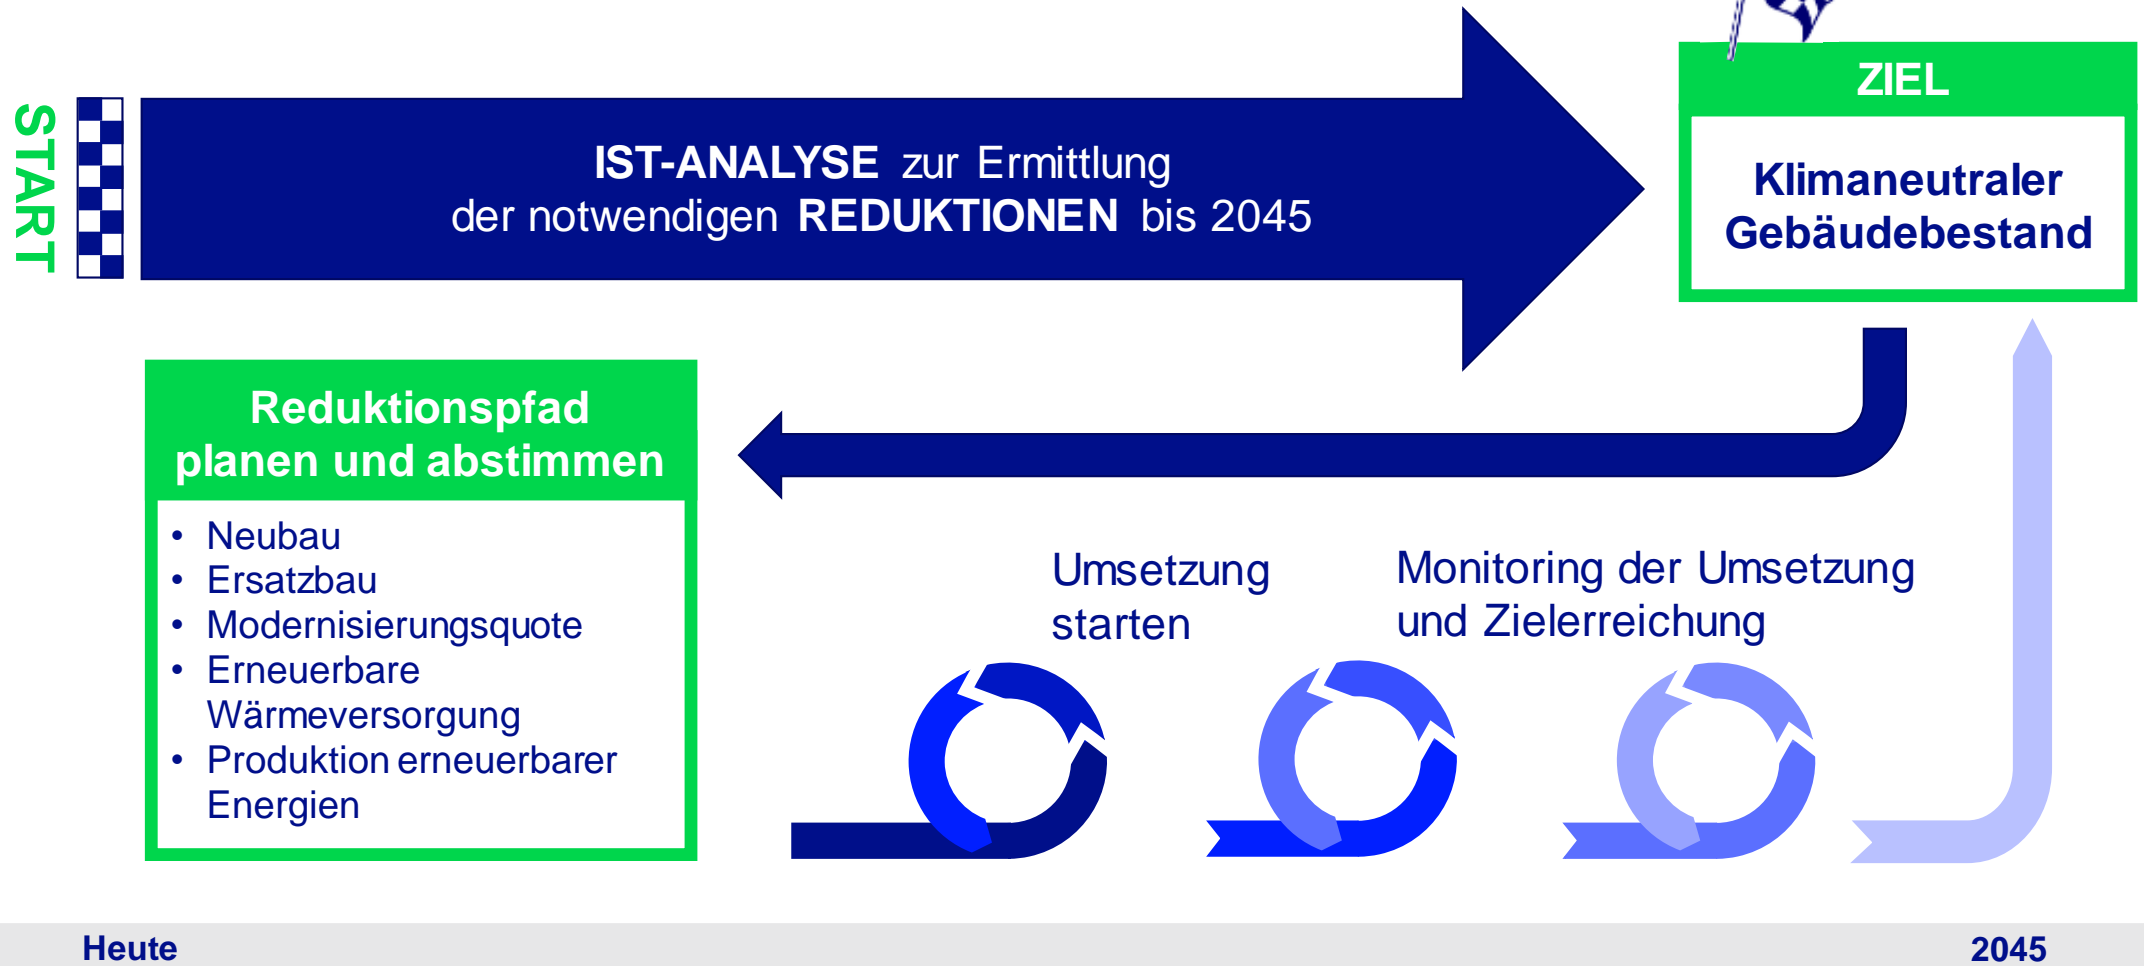 START
IST-ANALYSE zur Ermittlung
der notwendigen REDUKTIONEN bis 2045
ZIEL
Klimaneutraler
Gebäudebestand
Reduktionspfad
planen und abstimmen
• Neubau
• Ersatzbau
• Modernisierungsquote
• Erneuerbare
Wärmeversorgung
• Produktion erneuerbarer
Energien
Umsetzung
starten
Monitoring der Umsetzung
und Zielerreichung
Heute
2045